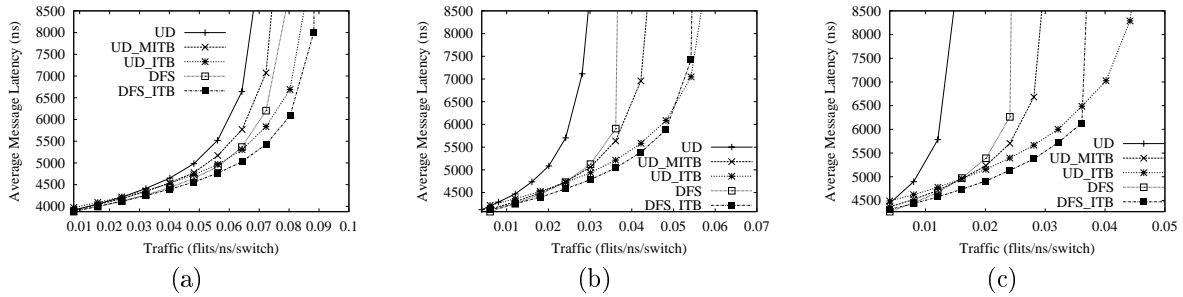 Average Message Latency (ns)
8500
8000
7500
7000
6500
6000
5500
5000
4500
4000
UD
UD_MITB
UD_ITB
DFS
DFS_ITB
0.01 0.02 0.03 0.04 0.05 0.06 0.07 0.08 0.09 0.1
Traffic (flits/ns/switch)
(a)
Average Message Latency (ns)
8500
8000
7500
7000
6500
6000
5500
5000
4500
UD
UD_MITB
UD_ITB
DFS
DFS_ITB
0.01 0.02 0.03 0.04 0.05 0.06 0.07
Traffic (flits/ns/switch)
(b)
Average Message Latency (ns)
8500
8000
7500
7000
6500
6000
5500
5000
4500
UD
UD_MITB
UD_ITB
DFS
DFS_ITB
0.01 0.02 0.03 0.04 0.05
Traffic (flits/ns/switch)
(c)